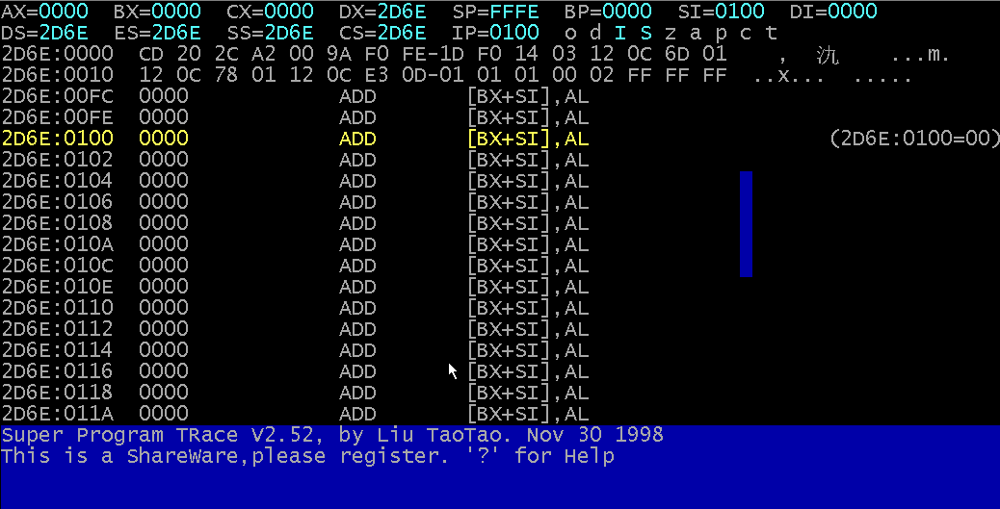 AX=0000  BX=0000  CX=0000  DX=2D6E  SP=FFFE  BP=0000  SI=0100  DI=0000
DS=2D6E  ES=2D6E  SS=2D6E  CS=2D6E  IP=0100  o d I S z a p c t
2D6E:0000  CD 20 2C A2 00 9A F0 FE-1D F0 14 03 12 0C 6D 01    ,  氿    ...m.
2D6E:0010  12 0C 78 01 12 0C E3 0D-01 01 01 00 02 FF FF FF  ..x...  .....
2D6E:00FC  0000            ADD       [BX+SI],AL
2D6E:00FE  0000            ADD       [BX+SI],AL
2D6E:0100  0000            ADD       [BX+SI],AL                   (2D6E:0100=00)
2D6E:0102  0000            ADD       [BX+SI],AL
2D6E:0104  0000            ADD       [BX+SI],AL
2D6E:0106  0000            ADD       [BX+SI],AL
2D6E:0108  0000            ADD       [BX+SI],AL
2D6E:010A  0000            ADD       [BX+SI],AL
2D6E:010C  0000            ADD       [BX+SI],AL
2D6E:010E  0000            ADD       [BX+SI],AL
2D6E:0110  0000            ADD       [BX+SI],AL
2D6E:0112  0000            ADD       [BX+SI],AL
2D6E:0114  0000            ADD       [BX+SI],AL
2D6E:0116  0000            ADD       [BX+SI],AL
2D6E:0118  0000            ADD       [BX+SI],AL
2D6E:011A  0000            ADD       [BX+SI],AL
Super Program TRace V2.52, by Liu TaoTao. Nov 30 1998
This is a ShareWare,please register. '?' for Help